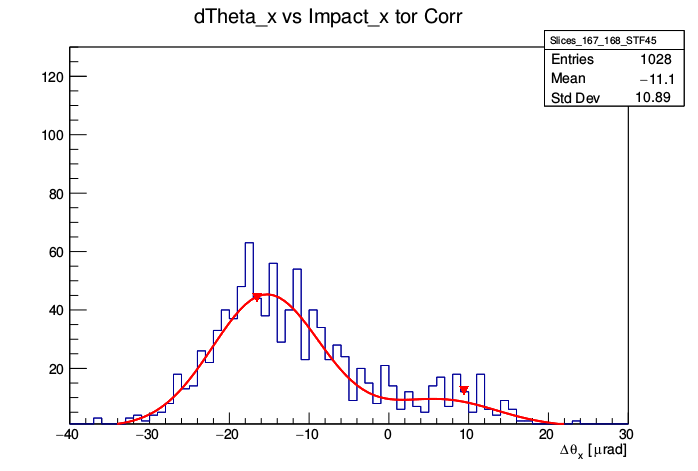 dTheta_x vs Impact_x tor Corr
Slices_167_168_STF45
Entries 1028
Mean −11.1
Std Dev 10.89
120
100
80
60
40
20
−40 −30 −20 −10 0 10 20 30
Δθx [μrad]